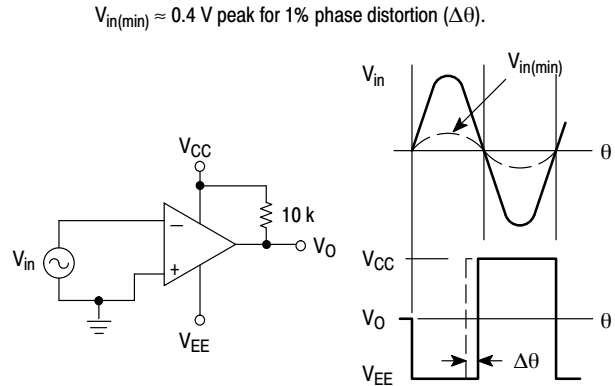 V_in(min) ≈ 0.4 V peak for 1% phase distortion (Δθ).
V_in
V_in(min)
θ
V_CC
10 k
−
+
V_in
V_O
V_EE
V_CC
V_O
θ
V_EE
Δθ